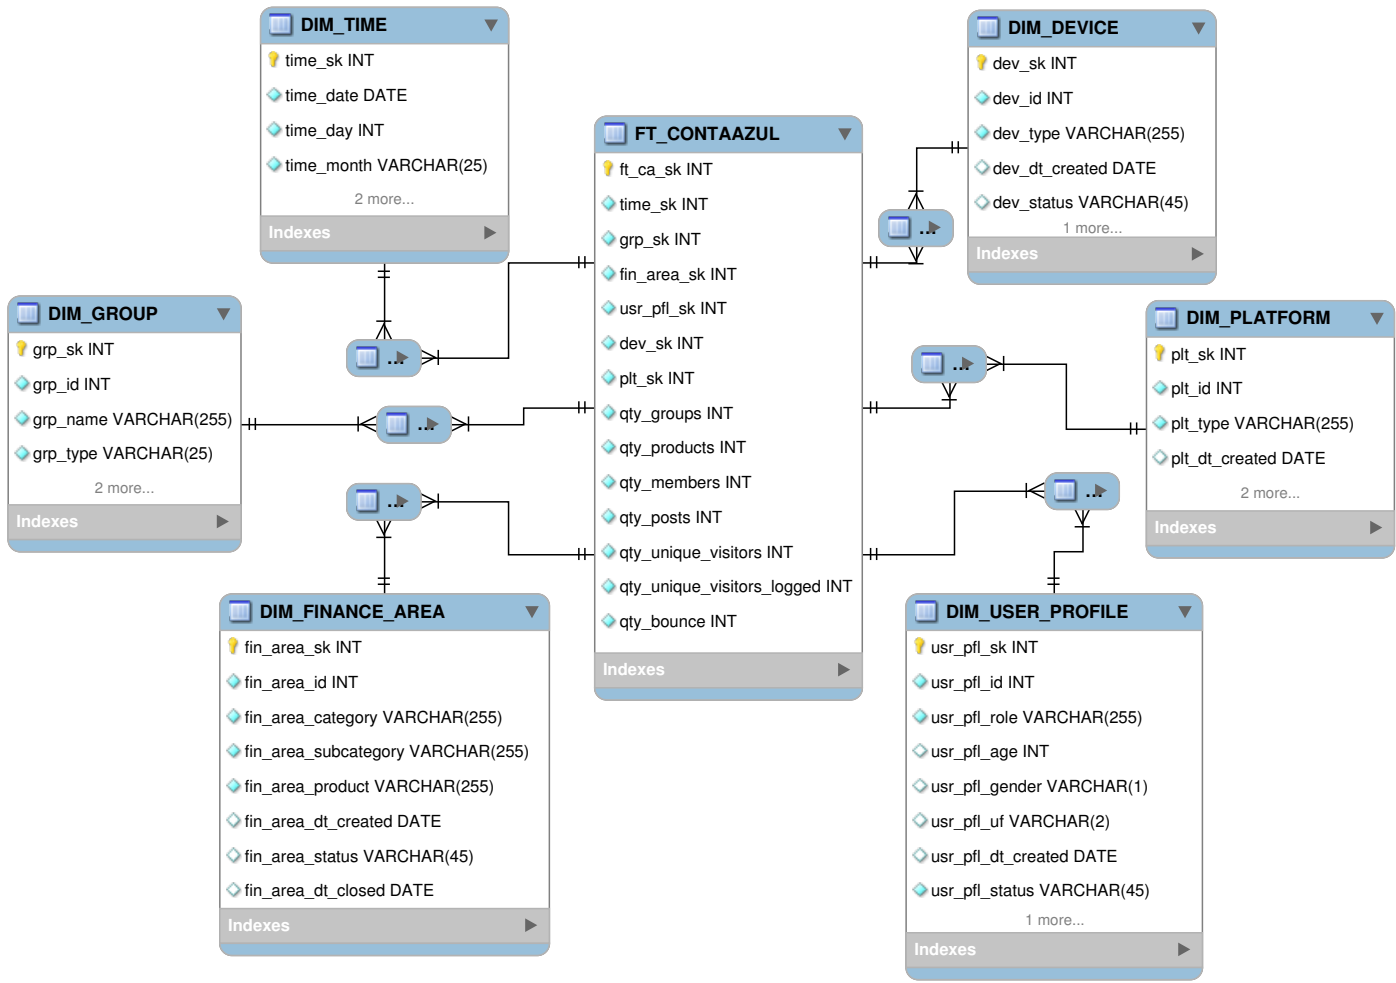 DIM_TIME
time_sk INT
time_date DATE
time_day INT
time_month VARCHAR(25)
2 more...
Indexes
DIM_DEVICE
dev_sk INT
dev_id INT
dev_type VARCHAR(255)
dev_dt_created DATE
dev_status VARCHAR(45)
1 more...
Indexes
FT_CONTAAZUL
ft_ca_sk INT
time_sk INT
grp_sk INT
fin_area_sk INT
usr_pfl_sk INT
dev_sk INT
plt_sk INT
qty_groups INT
qty_products INT
qty_members INT
qty_posts INT
qty_unique_visitors INT
qty_unique_visitors_logged INT
qty_bounce INT
Indexes
...
...
...
...
...
...
DIM_GROUP
grp_sk INT
grp_id INT
grp_name VARCHAR(255)
grp_type VARCHAR(25)
2 more...
Indexes
DIM_PLATFORM
plt_sk INT
plt_id INT
plt_type VARCHAR(255)
plt_dt_created DATE
2 more...
Indexes
DIM_FINANCE_AREA
fin_area_sk INT
fin_area_id INT
fin_area_category VARCHAR(255)
fin_area_subcategory VARCHAR(255)
fin_area_product VARCHAR(255)
fin_area_dt_created DATE
fin_area_status VARCHAR(45)
fin_area_dt_closed DATE
Indexes
DIM_USER_PROFILE
usr_pfl_sk INT
usr_pfl_id INT
usr_pfl_role VARCHAR(255)
usr_pfl_age INT
usr_pfl_gender VARCHAR(1)
usr_pfl_uf VARCHAR(2)
usr_pfl_dt_created DATE
usr_pfl_status VARCHAR(45)
1 more...
Indexes